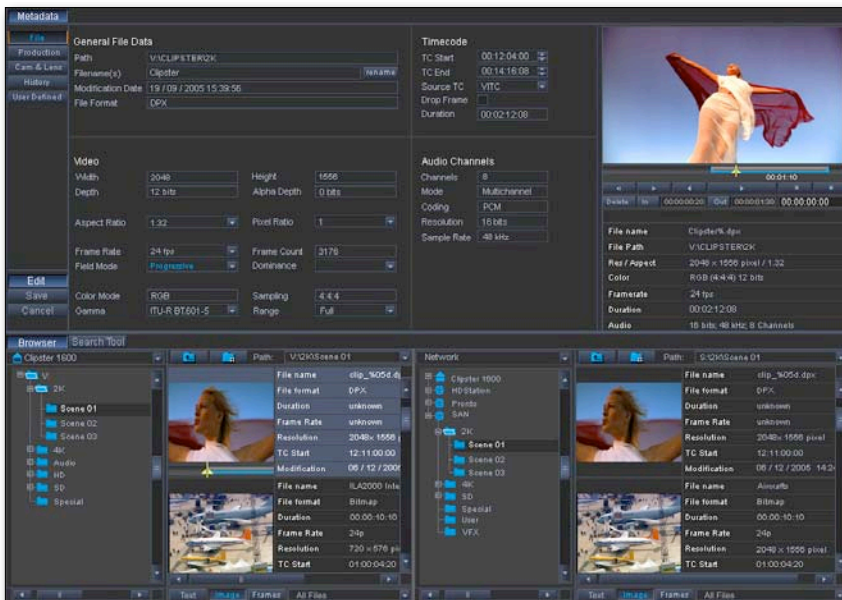 Metadata
File
Production
Cam & Lens
History
User Defined
Edit
Save
Cancel
General File Data
Path V:\CLIPSTER\2K
Filename(s) Clipster rename
Modification Date 19 / 09 / 2005 15:39:56
File Format DPX
Timecode
TC Start 00:12:04:00
TC End 00:14:16:08
Source TC VITC
Drop Frame
Duration 00:02:12:08
Video
Width 2048 Height 1556
Depth 12 bits Alpha Depth 0 bits
Aspect Ratio 1.32 Pixel Ratio 1
Frame Rate 24 fps Frame Count 3176
Field Mode Progressive Dominance
Color Mode RGB Sampling 4:4:4
Gamma ITU-R BT.601-5 Range Full
Audio Channels
Channels 8
Mode Multichannel
Coding PCM
Resolution 16 bits
Sample Rate 48 kHz
00:01:10
Delete In 00:00:00:20 Out 00:00:01:30 00:00:00:00
File name Clipster%.dpx
File Path V:\CLIPSTER\2K
Res / Aspect 2048 x 1556 pixel / 1.32
Color RGB (4:4:4) 12 bits
Framerate 24 fps
Duration 00:02:12:08
Audio 16 bits; 48 kHz; 8 Channels
Browser Search Tool
Clipster 1600
V
2K
Scene 01
Scene 02
Scene 03
4K
Audio
HD
SD
Special
Path: V:\2K\Scene 01
File name clip_%05d.dp
File format DPX
Duration unknown
Frame Rate unknown
Resolution 2048x 1556 p
TC Start 12:11:00:00
Modification 06 / 12 / 2005
File name ILA2000 Inte
File format Bitmap
Duration 00:00:10:10
Frame Rate 24p
Resolution 720 x 576 pi
TC Start 01:00:04:20
Text Image Frames All Files
Network
Clipster 1600
HDStation
Pronto
SAN
2K
Scene 01
Scene 02
Scene 03
4K
SD
Special
User
VFX
Path: S:\2K\Scene 01
File name clip_%05d.dpx
File format DPX
Duration unknown
Frame Rate unknown
Resolution 2048x 1556 pixel
TC Start 12:11:00:00
Modification 06 / 12 / 2005 14:2
File name Aircrafts
File format Bitmap
Duration 00:00:10:10
Frame Rate 24p
Resolution 2048 x 1556 pixel
TC Start 01:00:04:20
Text Image Frames All Files